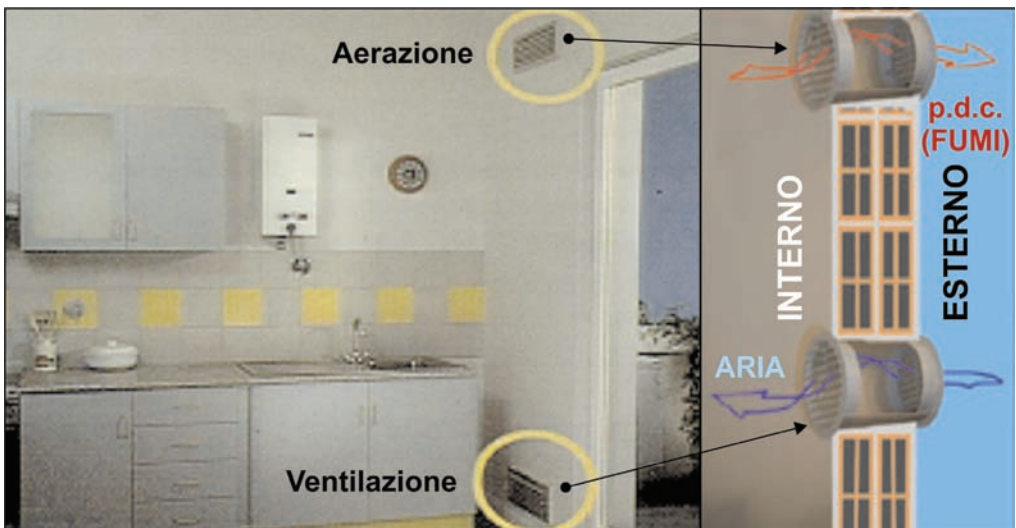 Aerazione
p.d.c.
(FUMI)
INTERNO
ESTERNO
ARIA
Ventilazione